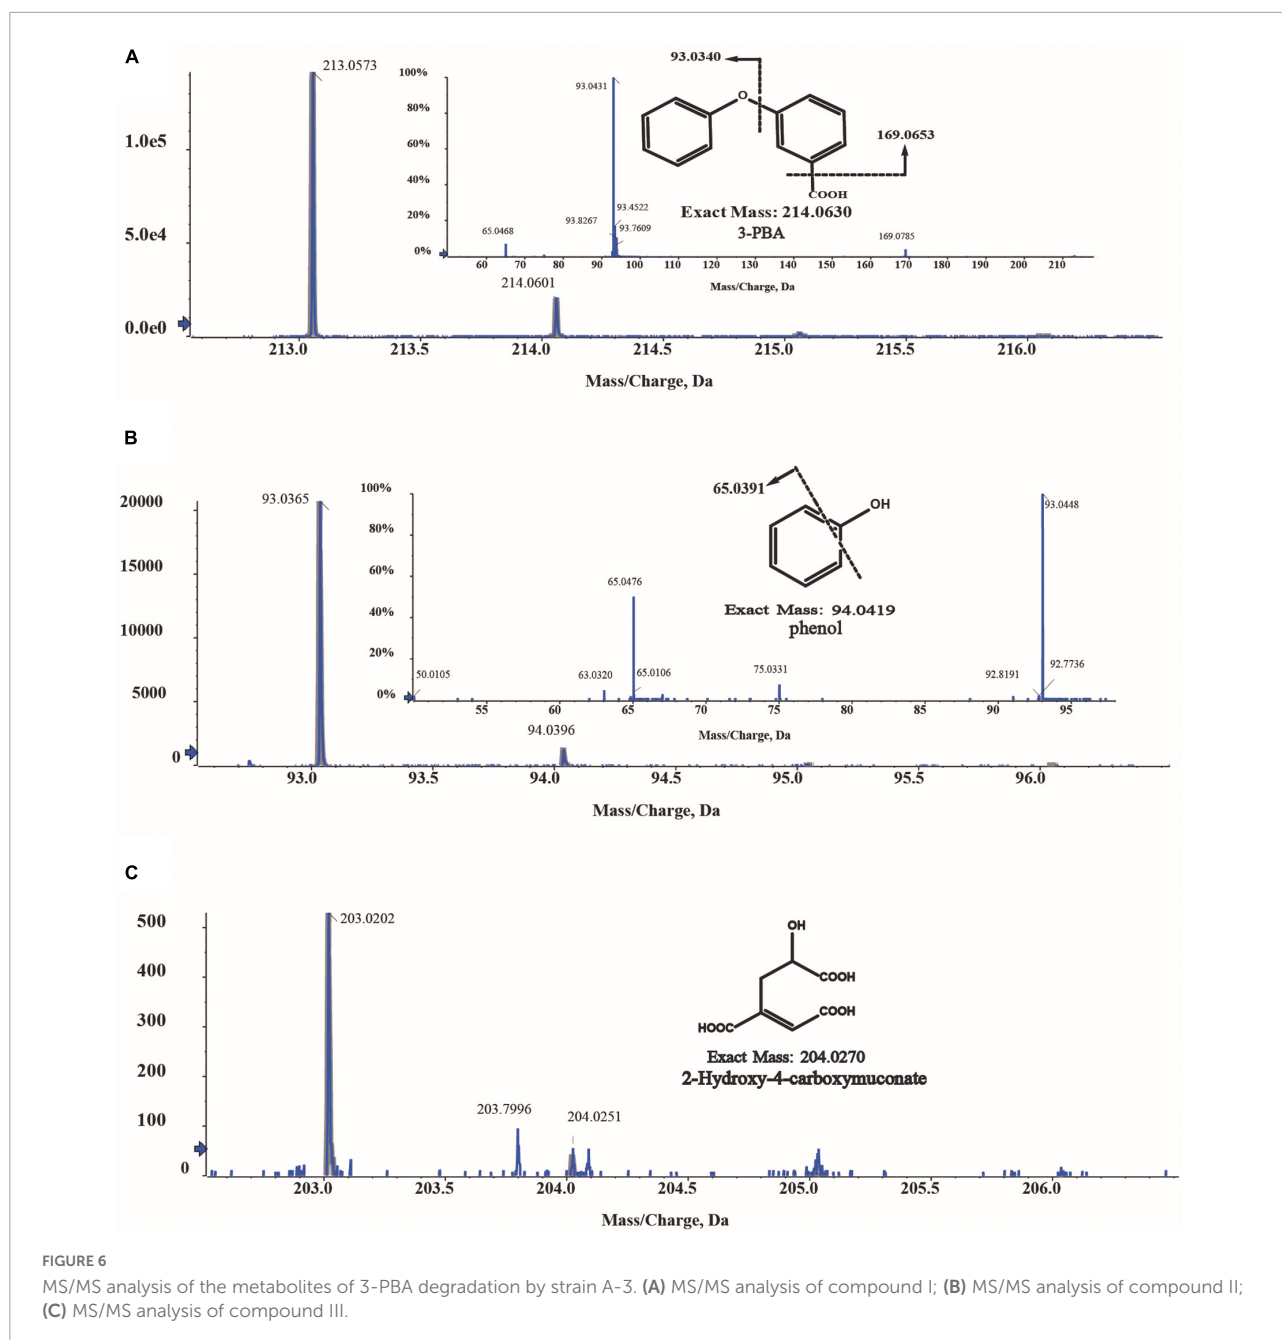 A
213.0573
1.0e5
5.0e4
0.0e0
214.0601
213.0 213.5 214.0 214.5 215.0 215.5 216.0
Mass/Charge, Da
100%
80%
60%
40%
20%
0%
93.0431
93.4522
93.8267
93.7609
65.0468
169.0785
60 70 80 90 100 110 120 130 140 150 160 170 180 190 200 210
Mass/Charge, Da
93.0340
O
169.0653
COOH
Exact Mass: 214.0630
3-PBA
B
20000
15000
10000
5000
0
93.0365
94.0396
93.0 93.5 94.0 94.5 95.0 95.5 96.0
Mass/Charge, Da
100%
80%
60%
40%
20%
0%
50.0105
63.0320
65.0476
65.0106
75.0331
92.8191
92.7736
93.0448
55 60 65 70 75 80 85 90 95
Mass/Charge, Da
65.0391
OH
Exact Mass: 94.0419
phenol
C
500
400
300
200
100
0
203.0202
203.7996
204.0251
203.0 203.5 204.0 204.5 205.0 205.5 206.0
Mass/Charge, Da
OH
COOH
COOH
HOOC
Exact Mass: 204.0270
2-Hydroxy-4-carboxymuconate
FIGURE 6
MS/MS analysis of the metabolites of 3-PBA degradation by strain A-3. (A) MS/MS analysis of compound I; (B) MS/MS analysis of compound II;
(C) MS/MS analysis of compound III.